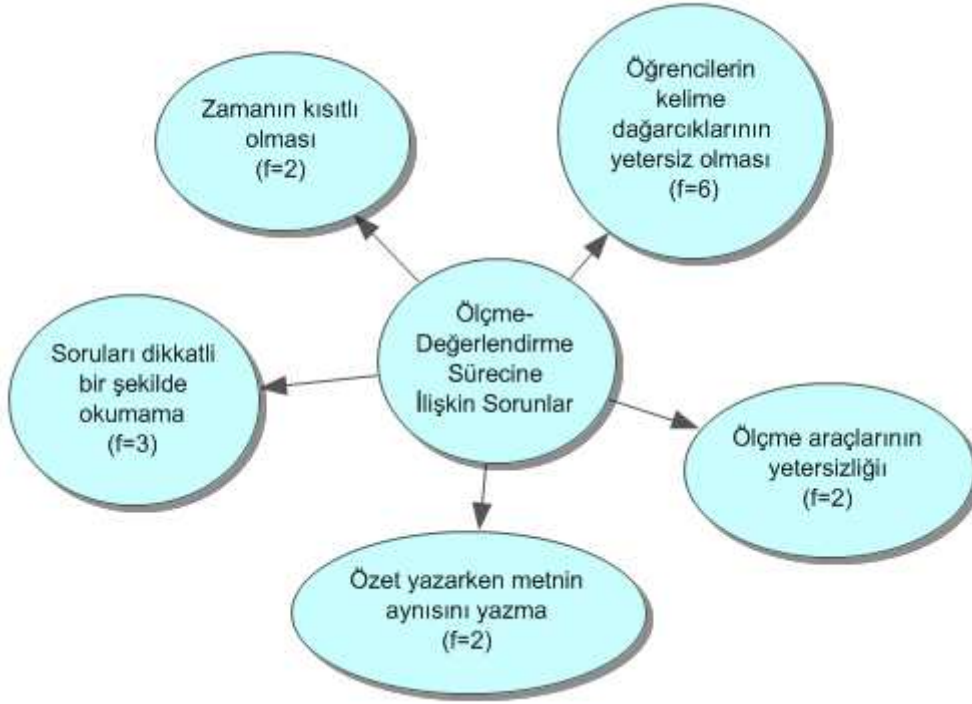 Zamanın kısıtlı
olması
(f=2)
Öğrencilerin
kelime
dağarcıklarının
yetersiz olması
(f=6)
Ölçme-
Değerlendirme
Sürecine
İlişkin Sorunlar
Soruları dikkatli
bir şekilde
okumama
(f=3)
Ölçme araçlarının
yetersizliğiı
(f=2)
Özet yazarken metnin
aynısını yazma
(f=2)